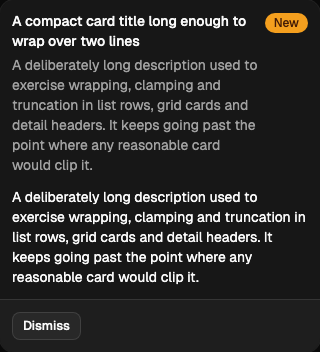 A compact card title long enough to
wrap over two lines
New
A deliberately long description used to
exercise wrapping, clamping and
truncation in list rows, grid cards and
detail headers. It keeps going past the
point where any reasonable card
would clip it.
A deliberately long description used to
exercise wrapping, clamping and truncation in
list rows, grid cards and detail headers. It
keeps going past the point where any
reasonable card would clip it.
Dismiss